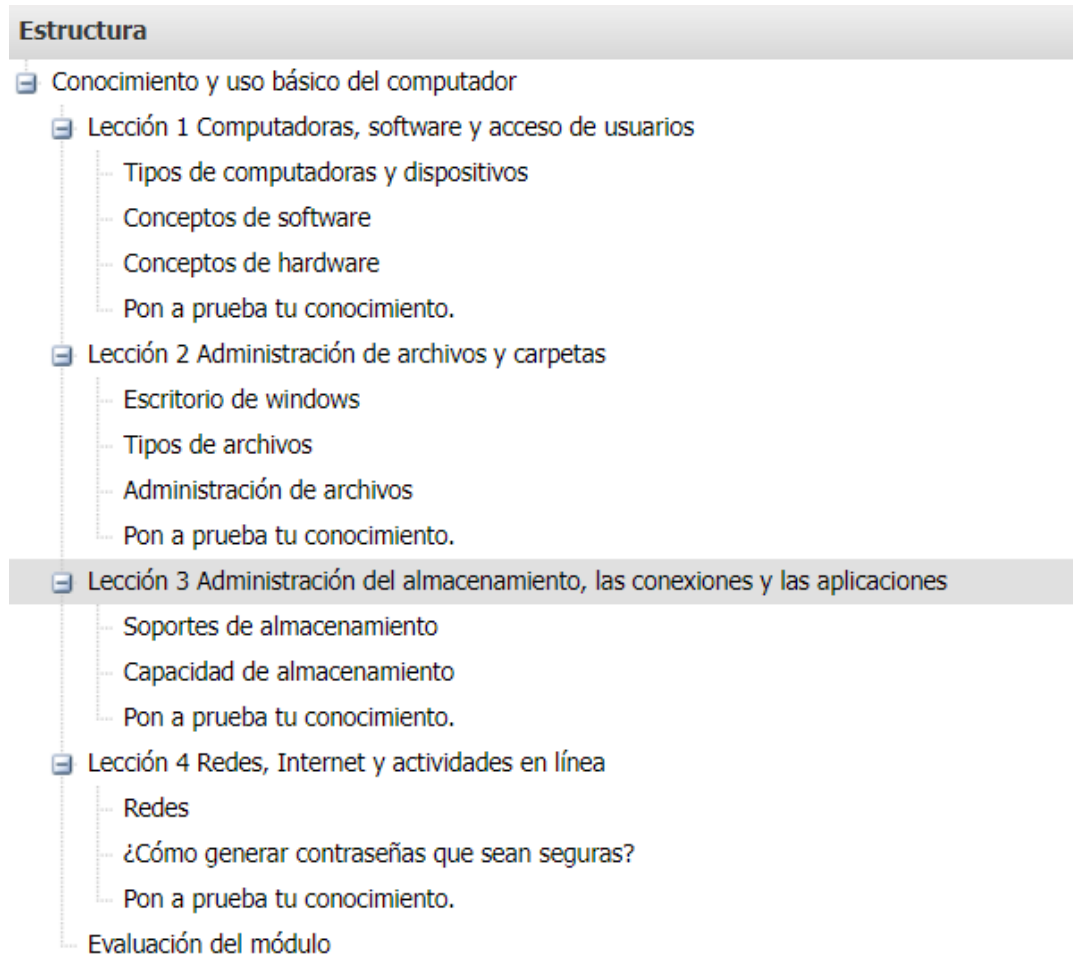 Estructura
Conocimiento y uso básico del computador
Lección 1 Computadoras, software y acceso de usuarios
Tipos de computadoras y dispositivos
Conceptos de software
Conceptos de hardware
Pon a prueba tu conocimiento.
Lección 2 Administración de archivos y carpetas
Escritorio de windows
Tipos de archivos
Administración de archivos
Pon a prueba tu conocimiento.
Lección 3 Administración del almacenamiento, las conexiones y las aplicaciones
Soportes de almacenamiento
Capacidad de almacenamiento
Pon a prueba tu conocimiento.
Lección 4 Redes, Internet y actividades en línea
Redes
¿Cómo generar contraseñas que sean seguras?
Pon a prueba tu conocimiento.
Evaluación del módulo